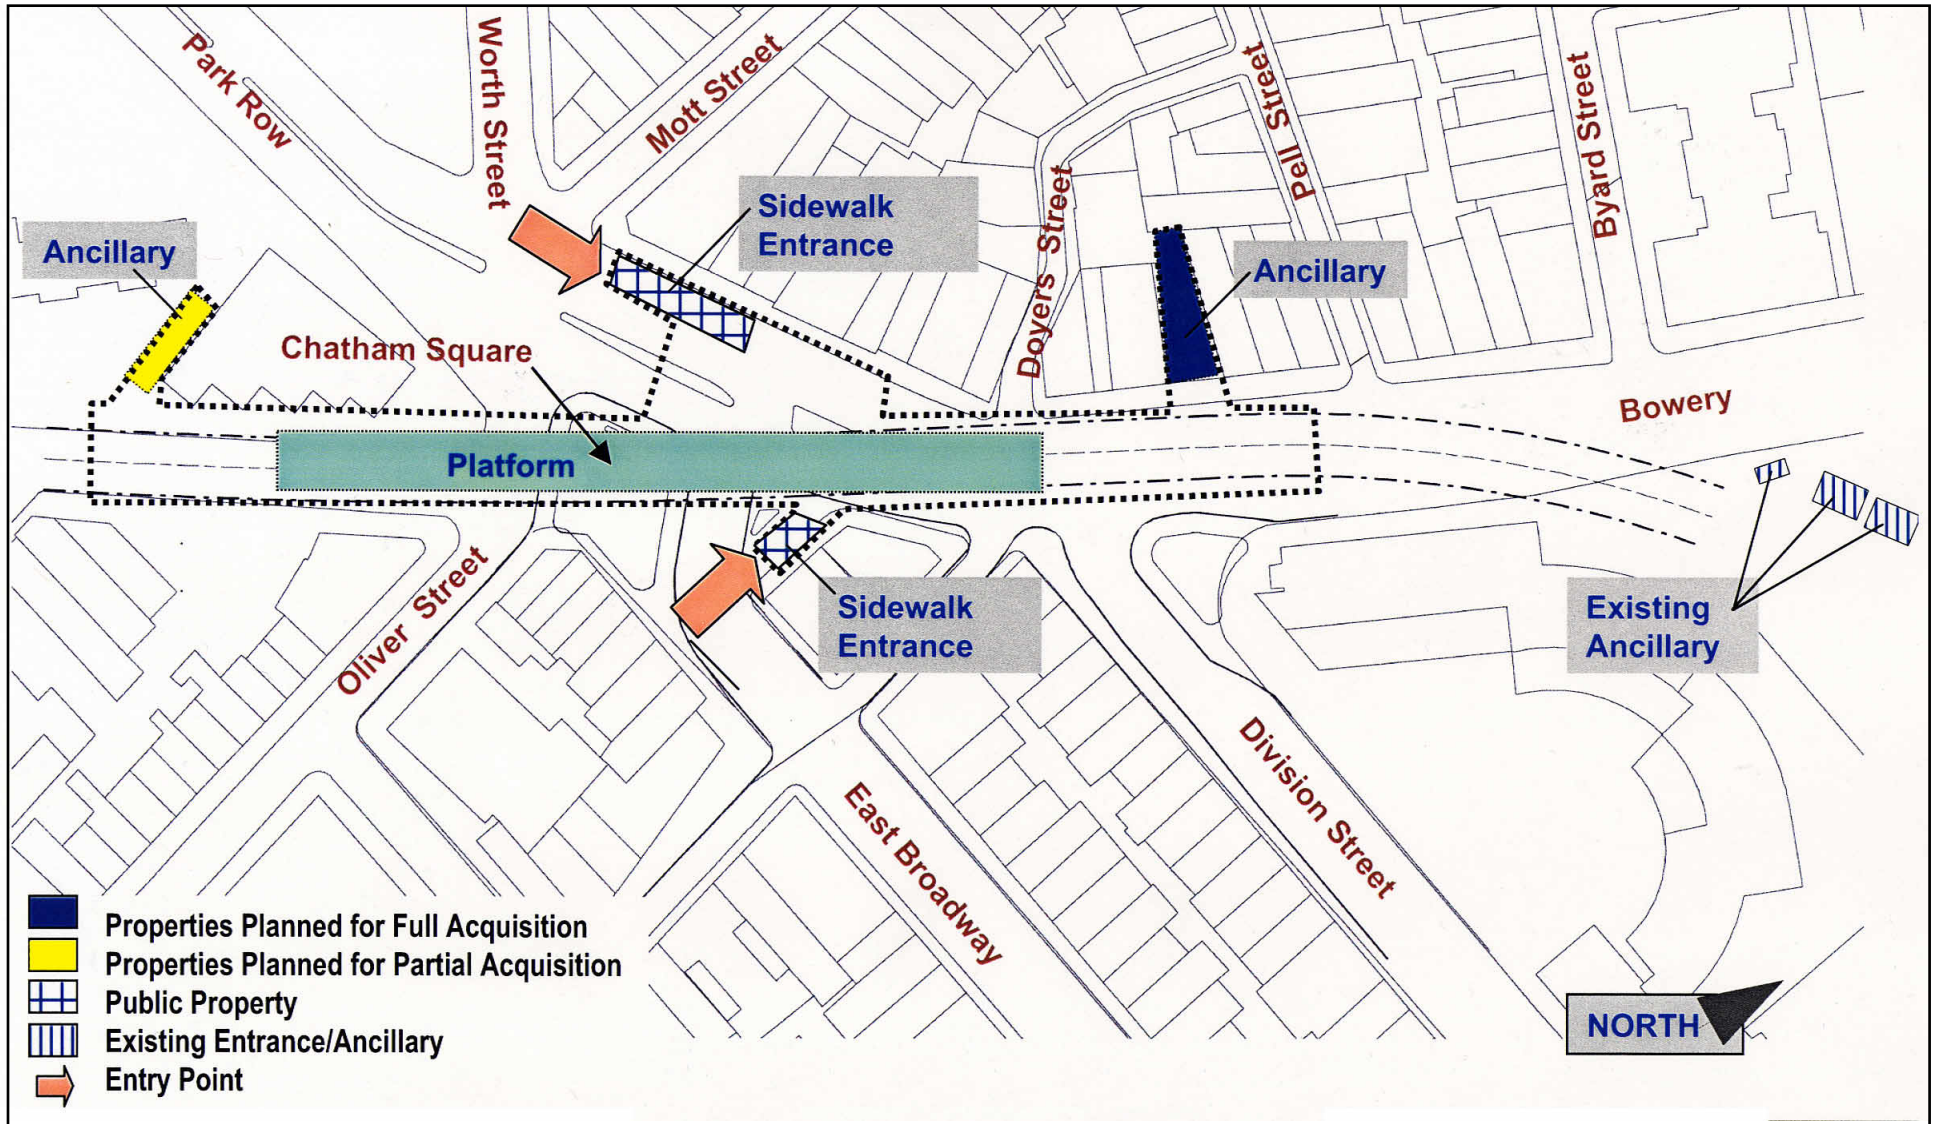 Park Row
Worth Street
Mott Street
Pell Street
Byard Street
Sidewalk
Entrance
Doyers Street
Ancillary
Ancillary
Chatham Square
Bowery
Platform
Oliver Street
Sidewalk
Entrance
Existing
Ancillary
East Broadway
Division Street
Properties Planned for Full Acquisition
Properties Planned for Partial Acquisition
Public Property
Existing Entrance/Ancillary
Entry Point
NORTH